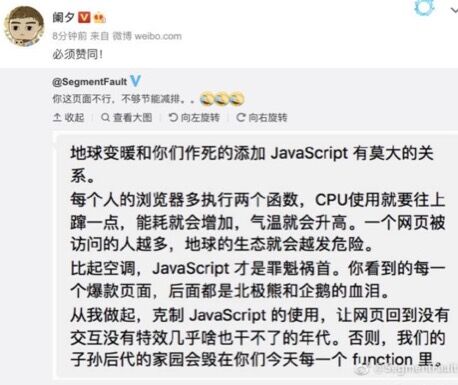 阑夕
8分钟前 来自 微博 weibo.com
必须赞同！
@SegmentFault
你这页面不行，不够节能减排。。
收起 查看大图 向左旋转 向右旋转
地球变暖和你们作死的添加 JavaScript 有莫大的关
系。
每个人的浏览器多执行两个函数，CPU使用就要往上
蹿一点，能耗就会增加，气温就会升高。一个网页被
访问的人越多，地球的生态就会越发危险。
比起空调，JavaScript 才是罪魁祸首。你看到的每一
个爆款页面，后面都是北极熊和企鹅的血泪。
从我做起，克制 JavaScript 的使用，让网页回到没有
交互没有特效几乎啥也干不了的年代。否则，我们的
子孙后代的家园会毁在你们今天每一个 function 里。
@Segmentfault